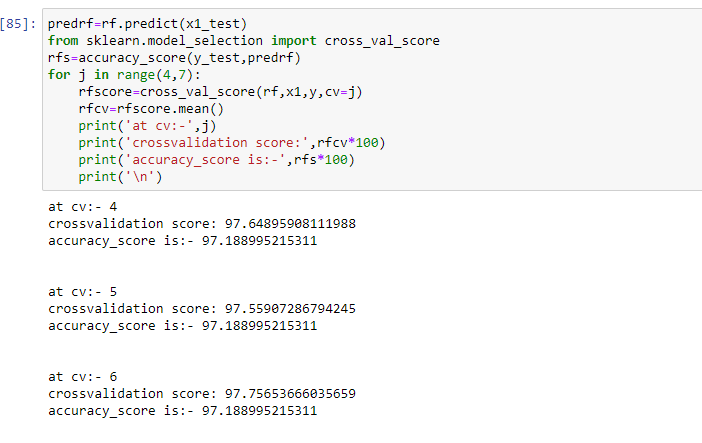 [85]: predrf=rf.predict(x1_test)
from sklearn.model_selection import cross_val_score
rfs=accuracy_score(y_test,predrf)
for j in range(4,7):
    rfscore=cross_val_score(rf,x1,y,cv=j)
    rfcv=rfscore.mean()
    print('at cv:-',j)
    print('crossvalidation score:',rfcv*100)
    print('accuracy_score is:-',rfs*100)
    print('\n')
at cv:- 4
crossvalidation score: 97.64895908111988
accuracy_score is:- 97.188995215311
at cv:- 5
crossvalidation score: 97.55907286794245
accuracy_score is:- 97.188995215311
at cv:- 6
crossvalidation score: 97.75653666035659
accuracy_score is:- 97.188995215311